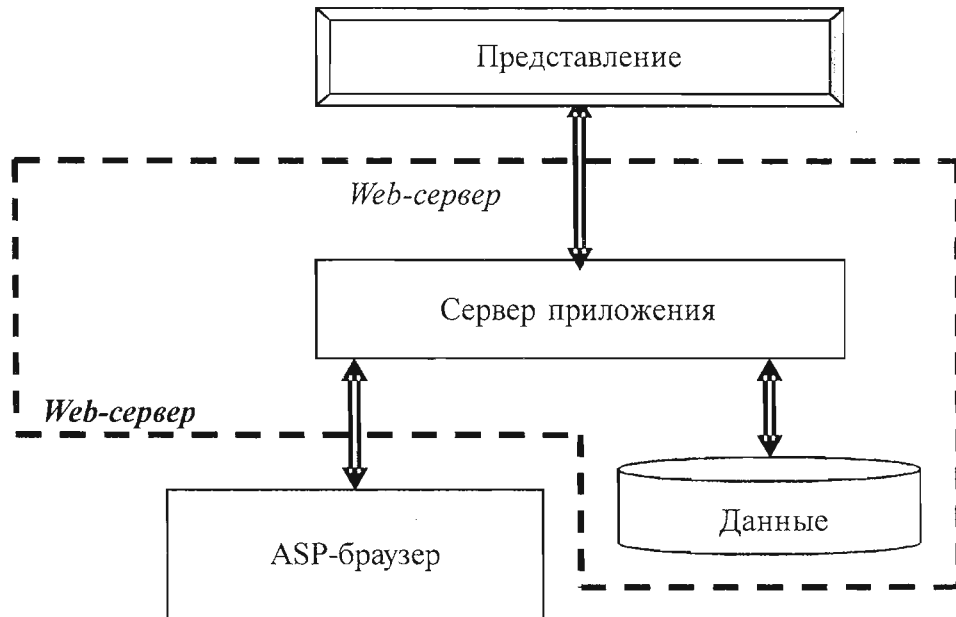 Представление
Web-сервер
Сервер приложения
Web-сервер
ASP-браузер
Данные